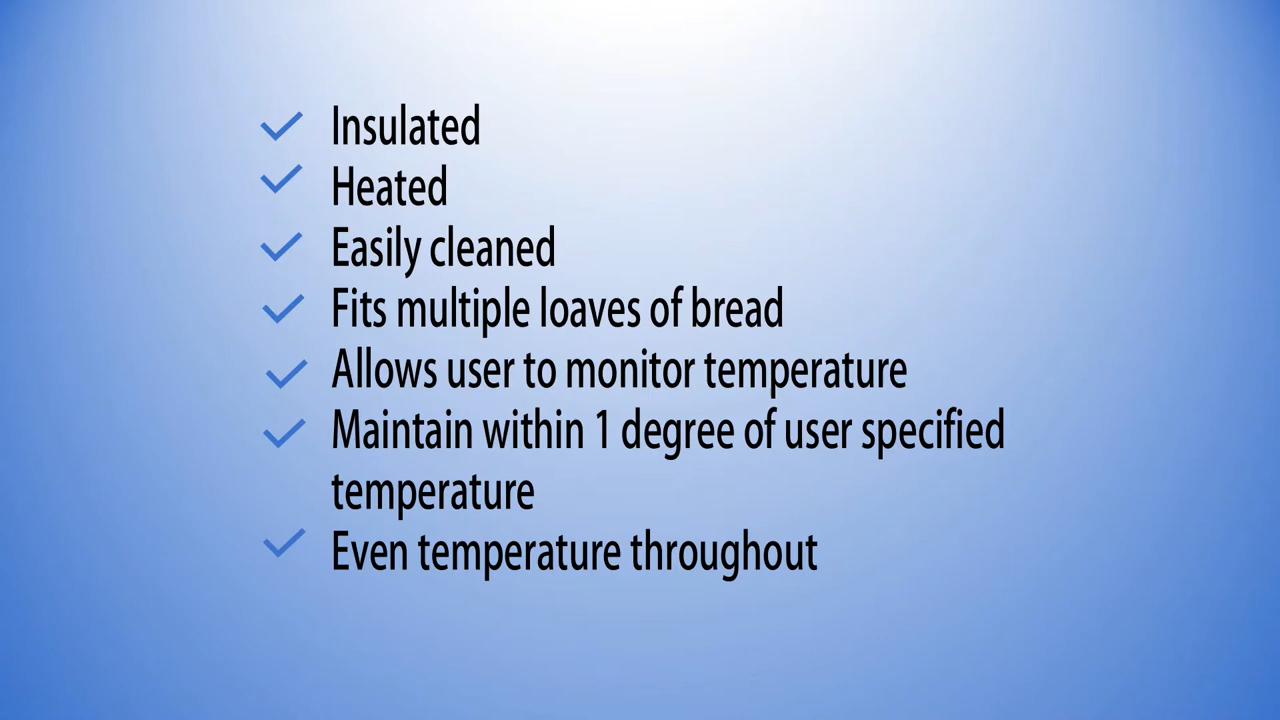 Insulated
Heated
Easily cleaned
Fits multiple loaves of bread
Allows user to monitor temperature
Maintain within 1 degree of user specified
temperature
Even temperature throughout